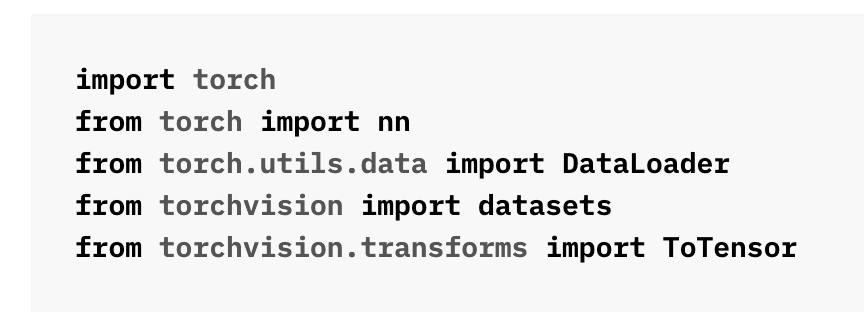 import torch
from torch import nn
from torch.utils.data import DataLoader
from torchvision import datasets
from torchvision.transforms import ToTensor